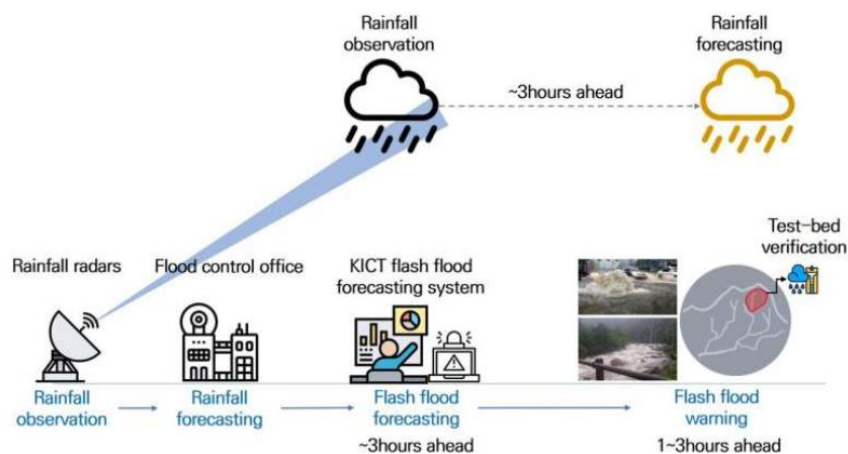 Rainfall
observation
Rainfall
forecasting
~3hours ahead
Test-bed
verification
Rainfall radars
Flood control office
KICT flash flood
forecasting system
Rainfall
observation
Rainfall
forecasting
Flash flood
forecasting
Flash flood
warning
~3hours ahead
1~3hours ahead